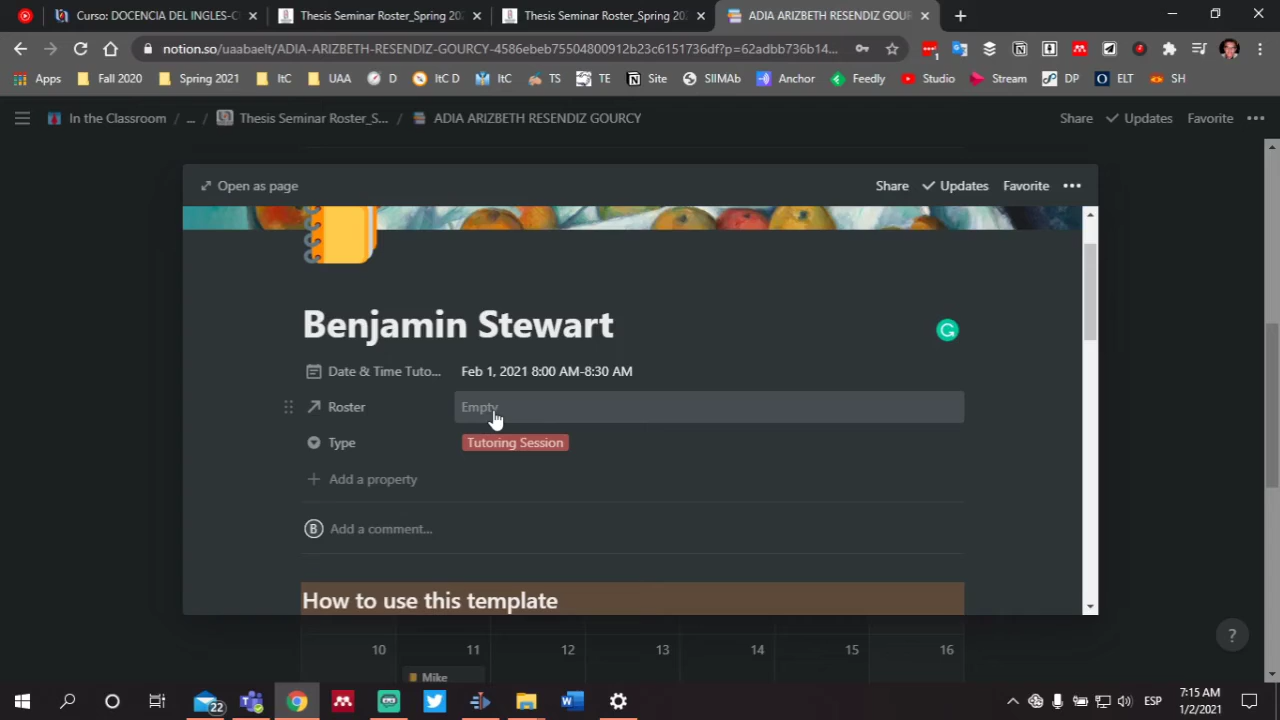 Curso: DOCENCIA DEL INGLES-C
Thesis Seminar Roster_Spring 202
Thesis Seminar Roster_Spring 202
ADIA ARIZBETH RESENDIZ GOUR
notion.so/uaabaelt/ADIA-ARIZBETH-RESENDIZ-GOURCY-4586ebeb75504800912b23c6151736df?p=62adbb736b14...
1
Apps
Fall 2020
Spring 2021
ItC
UAA
D
ItC D
ItC
TS
TE
Site
SIIMAb
Anchor
Feedly
Studio
Stream
DP
ELT
SH
In the Classroom / ... / Thesis Seminar Roster_S... / ADIA ARIZBETH RESENDIZ GOURCY
Share
Updates
Favorite
Open as page
Share
Updates
Favorite
Benjamin Stewart
Date & Time Tuto...
Feb 1, 2021 8:00 AM-8:30 AM
Roster
Empty
Type
Tutoring Session
Add a property
B
Add a comment...
How to use this template
10
11
12
13
14
15
16
Mike
?
22
ESP
7:15 AM
1/2/2021